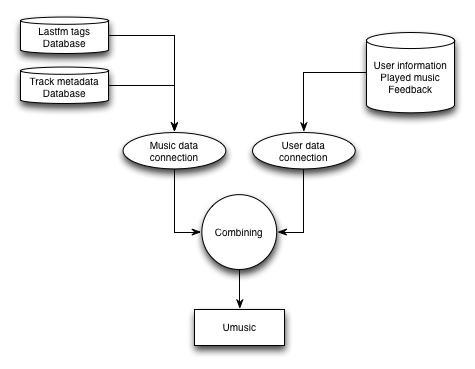 Lastfm tags
Database
Track metadata
Database
User information
Played music
Feedback
Music data
connection
User data
connection
Combining
Umusic